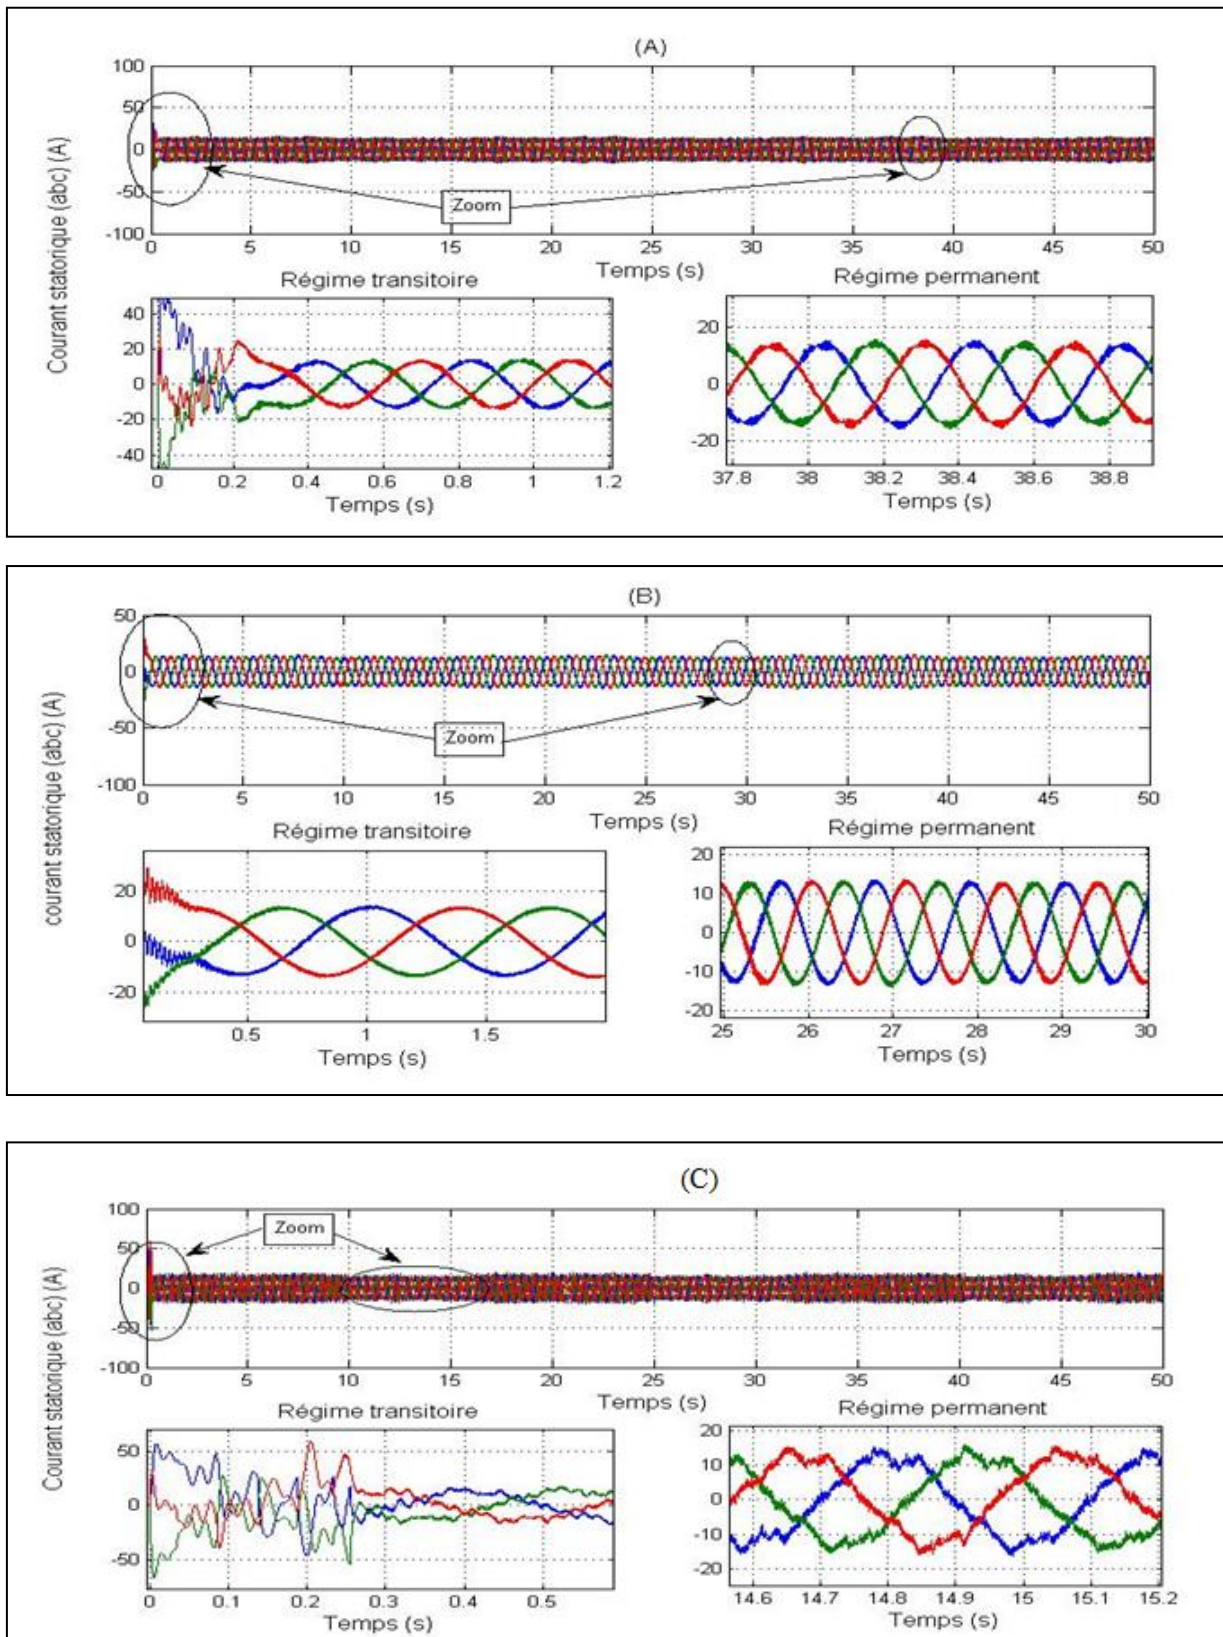 (A)
Courant statorique (abc) (A)
100
50
0
-50
-100
Zoom
0 5 10 15 20 25 30 35 40 45 50
Temps (s)
Régime transitoire
40
20
0
-20
-40
0 0.2 0.4 0.6 0.8 1 1.2
Temps (s)
Régime permanent
20
0
-20
37.8 38 38.2 38.4 38.6 38.8
Temps (s)
(B)
courant statorique (abc) (A)
50
0
-50
-100
Zoom
0 5 10 15 20 25 30 35 40 45 50
Temps (s)
Régime transitoire
20
0
-20
0.5 1 1.5
Temps (s)
Régime permanent
20
10
0
-10
-20
25 26 27 28 29 30
Temps (s)
(C)
Courant statorique (abc) (A)
100
50
0
-50
-100
Zoom
0 5 10 15 20 25 30 35 40 45 50
Temps (s)
Régime transitoire
50
0
-50
0 0.1 0.2 0.3 0.4 0.5
Temps (s)
Régime permanent
20
10
0
-10
-20
14.6 14.7 14.8 14.9 15 15.1 15.2
Temps (s)